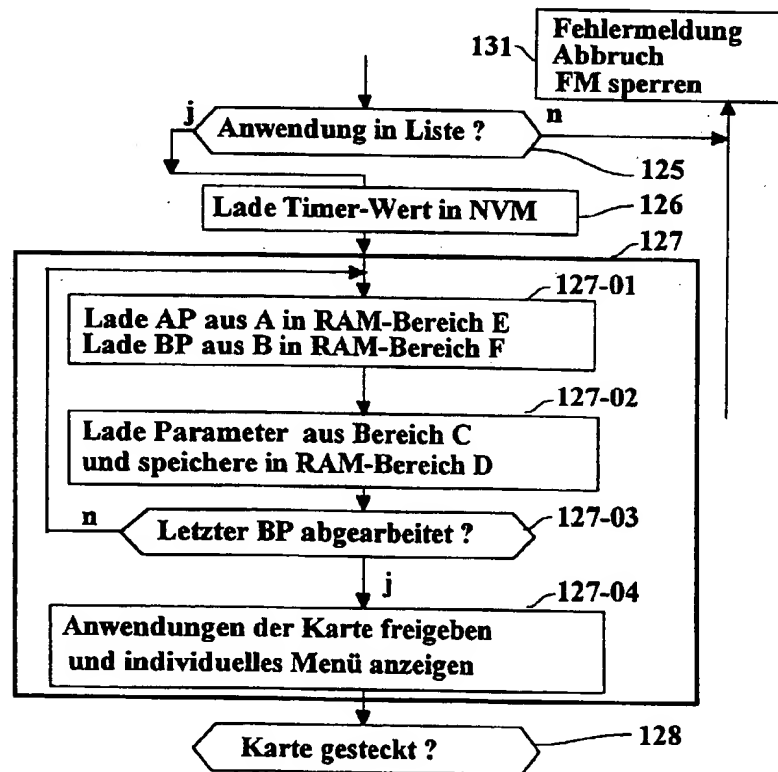 Fehlermeldung
Abbruch
FM sperren
131
j
Anwendung in Liste ?
n
125
Lade Timer-Wert in NVM
126
127
127-01
Lade AP aus A in RAM-Bereich E
Lade BP aus B in RAM-Bereich F
127-02
Lade Parameter aus Bereich C
und speichere in RAM-Bereich D
n
Letzter BP abgearbeitet ?
127-03
j
127-04
Anwendungen der Karte freigeben
und individuelles Menü anzeigen
Karte gesteckt ?
128